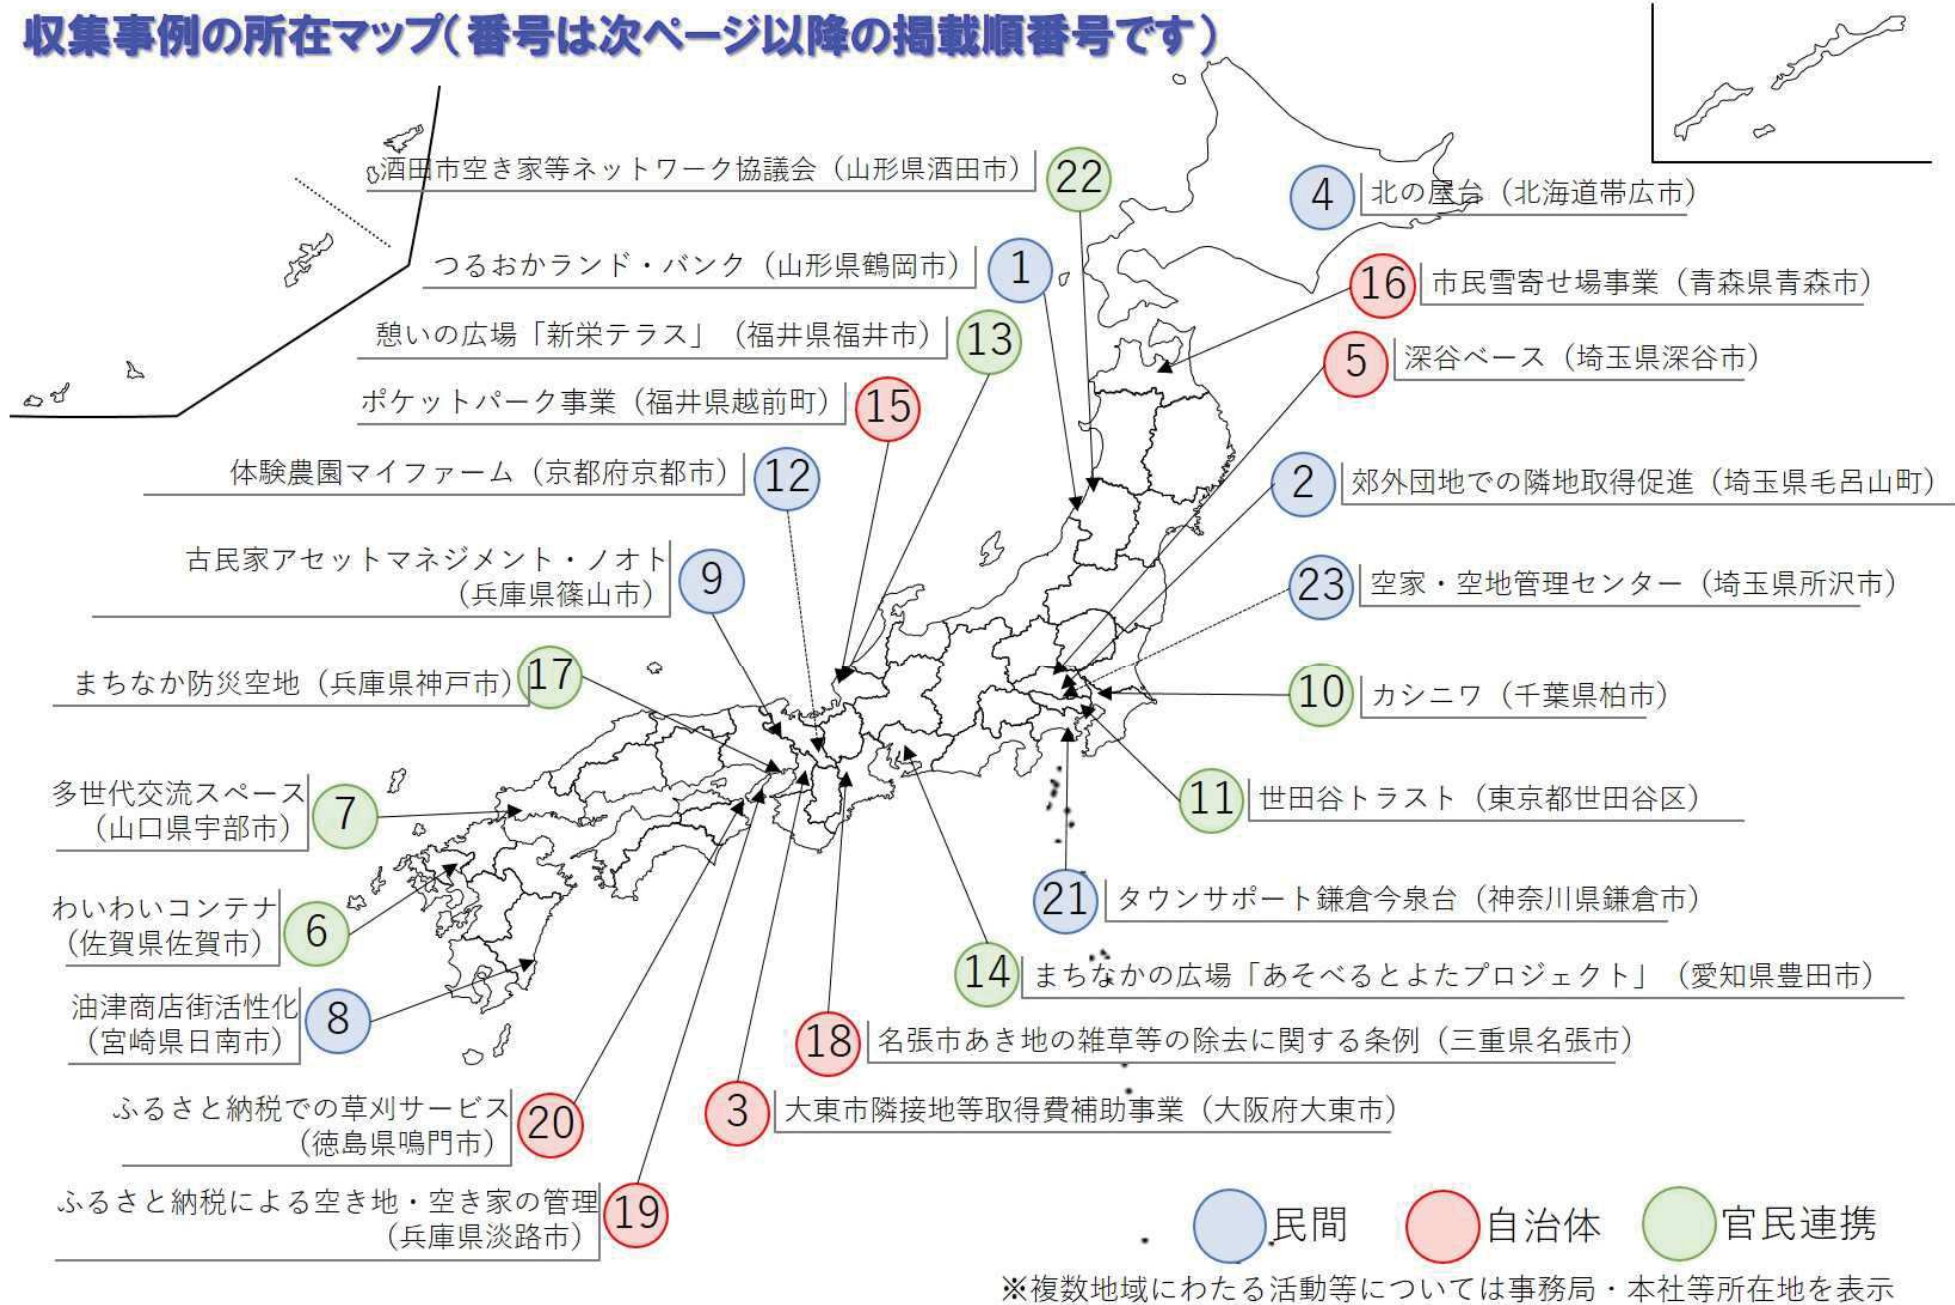 収集事例の所在マップ（番号は次ページ以降の掲載順番号です）
酒田市空き家等ネットワーク協議会（山形県酒田市）
22
4
北の屋台（北海道帯広市）
つるおかランド・バンク（山形県鶴岡市）
1
16
市民雪寄せ場事業（青森県青森市）
憩いの広場「新栄テラス」（福井県福井市）
13
5
深谷ベース（埼玉県深谷市）
ポケットパーク事業（福井県越前町）
15
体験農園マイファーム（京都府京都市）
12
2
郊外団地での隣地取得促進（埼玉県毛呂山町）
古民家アセットマネジメント・ノオト
（兵庫県篠山市）
9
23
空家・空地管理センター（埼玉県所沢市）
まちなか防災空地（兵庫県神戸市）
17
10
カシニワ（千葉県柏市）
多世代交流スペース
（山口県宇部市）
7
11
世田谷トラスト（東京都世田谷区）
わいわいコンテナ
（佐賀県佐賀市）
6
21
タウンサポート鎌倉今泉台（神奈川県鎌倉市）
14
まちなかの広場「あそべるとよたプロジェクト」（愛知県豊田市）
油津商店街活性化
（宮崎県日南市）
8
18
名張市あき地の雑草等の除去に関する条例（三重県名張市）
ふるさと納税での草刈サービス
（徳島県鳴門市）
20
3
大東市隣接地等取得費補助事業（大阪府大東市）
ふるさと納税による空き地・空き家の管理
（兵庫県淡路市）
19
民間
自治体
官民連携
※複数地域にわたる活動等については事務局・本社等所在地を表示